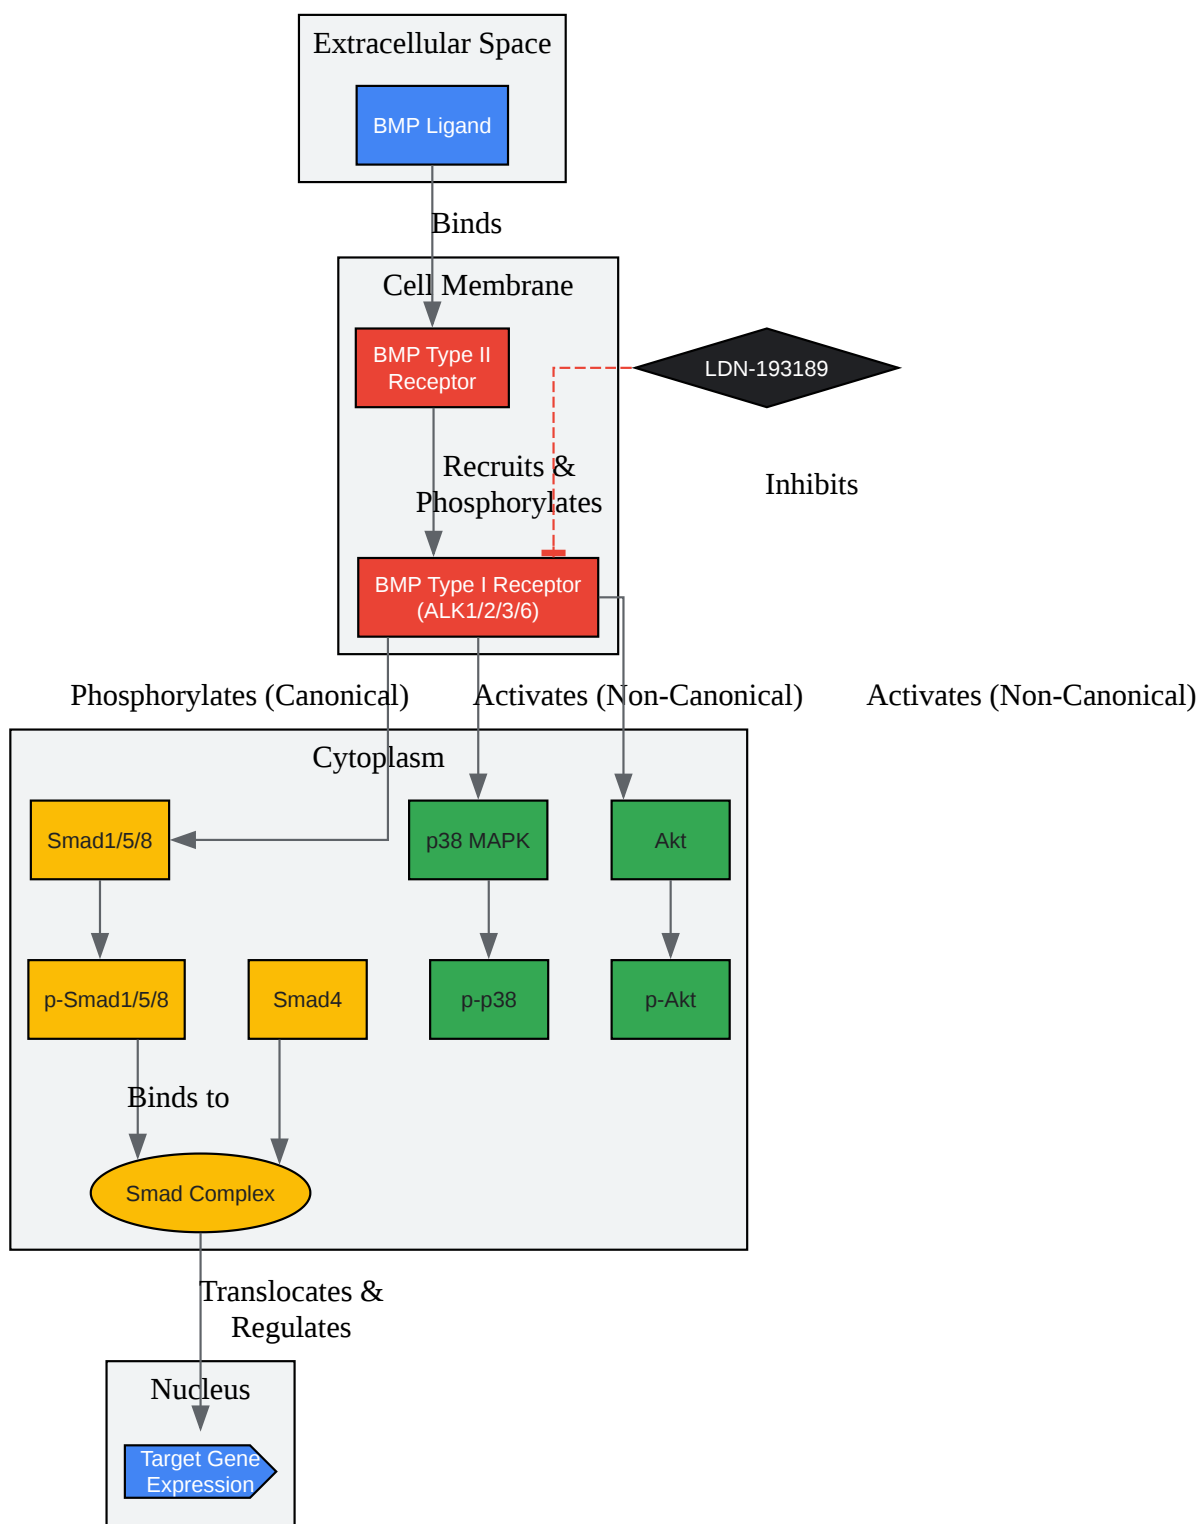 Extracellular Space
BMP Ligand
Binds
Cell Membrane
BMP Type II
Receptor
LDN-193189
Recruits &
Phosphorylates
Inhibits
BMP Type I Receptor
(ALK1/2/3/6)
Phosphorylates (Canonical)
Activates (Non-Canonical)
Activates (Non-Canonical)
Cytoplasm
Smad1/5/8
p38 MAPK
Akt
p-Smad1/5/8
Smad4
p-p38
p-Akt
Binds to
Smad Complex
Translocates &
Regulates
Nucleus
Target Gene
Expression